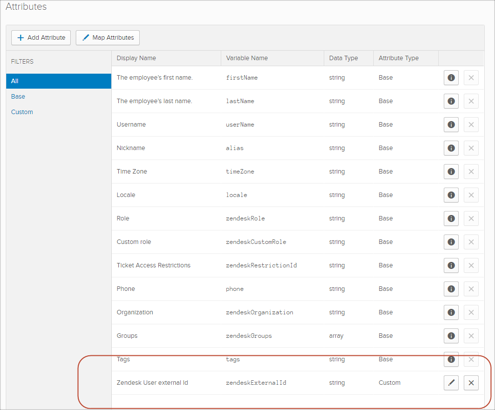 Attributes
Add Attribute Map Attributes
FILTERS
All
Base
Custom
Display Name Variable Name Data Type Attribute Type
The employee's first name. firstName string Base
The employee's last name. lastName string Base
Username userName string Base
Nickname alias string Base
Time Zone timeZone string Base
Locale locale string Base
Role zendeskRole string Base
Custom role zendeskCustomRole string Base
Ticket Access Restrictions zendeskRestrictionId string Base
Phone phone string Base
Organization zendeskOrganization string Base
Groups zendeskGroups array Base
Tags tags string Base
Zendesk User external id zendeskExternalId string Custom